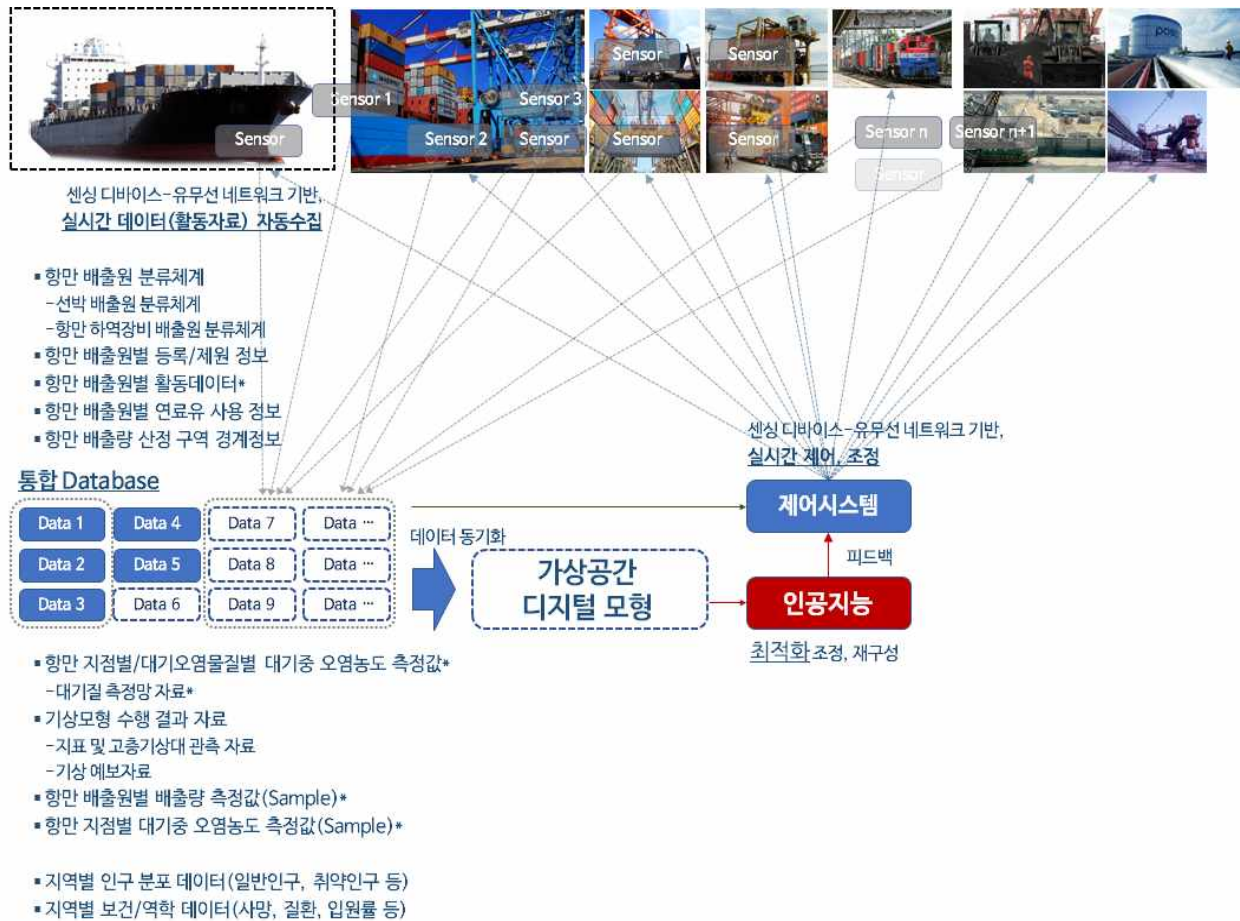 Sensor
Sensor 1
Sensor 2
Sensor 3
Sensor
Sensor
Sensor
Sensor
Sensor
Sensor n
Sensor
Sensor n+1
센싱 디바이스-유무선 네트워크 기반,
실시간 데이터(활동자료) 자동수집
▪ 항만 배출원 분류체계
-선박 배출원 분류체계
-항만 하역장비 배출원 분류체계
▪ 항만 배출원별 등록/제원 정보
▪ 항만 배출원별 활동데이터*
▪ 항만 배출원별 연료유 사용 정보
▪ 항만 배출량 산정 구역 경계정보
센싱 디바이스-유무선 네트워크 기반,
실시간 제어, 조정
통합 Database
Data 1 Data 4 Data 7 Data ...
Data 2 Data 5 Data 8 Data ...
Data 3 Data 6 Data 9 Data ...
데이터 동기화
가상공간
디지털 모형
제어시스템
피드백
인공지능
최적화 조정, 재구성
▪ 항만 지점별/대기오염물질별 대기중 오염농도 측정값*
-대기질 측정망 자료*
▪ 기상모형 수행 결과 자료
-지표 및 고층기상대 관측 자료
-기상 예보자료
▪ 항만 배출원별 배출량 측정값(Sample)*
▪ 항만 지점별 대기중 오염농도 측정값(Sample)*
▪ 지역별 인구 분포 데이터(일반인구, 취약인구 등)
▪ 지역별 보건/역학 데이터(사망, 질환, 입원률 등)